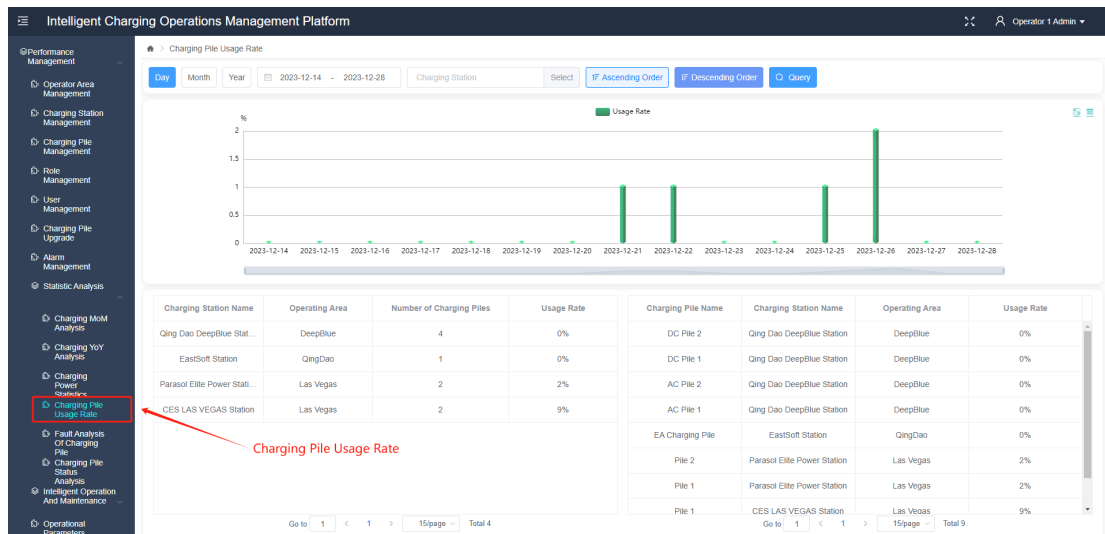 Intelligent Charging Operations Management Platform
Operator 1 Admin
Performance
Management
Operator Area
Management
Charging Station
Management
Charging Pile
Management
Role
Management
User
Management
Charging Pile
Upgrade
Alarm
Management
Statistic Analysis
Charging MoM
Analysis
Charging YoY
Analysis
Charging
Power
Statistics
Charging Pile
Usage Rate
Fault Analysis
Of Charging
Pile
Charging Pile
Status
Analysis
Intelligent Operation
And Maintenance
Operational
Parameters
> Charging Pile Usage Rate
Day Month Year 2023-12-14 - 2023-12-28 Charging Station Select Ascending Order Descending Order Query
Usage Rate
%
2
1.5
1
0.5
0
2023-12-14 2023-12-15 2023-12-16 2023-12-17 2023-12-18 2023-12-19 2023-12-20 2023-12-21 2023-12-22 2023-12-23 2023-12-24 2023-12-25 2023-12-26 2023-12-27 2023-12-28
Charging Station Name Operating Area Number of Charging Piles Usage Rate
Qing Dao DeepBlue Stat... DeepBlue 4 0%
EastSoft Station QingDao 1 0%
Parasol Elite Power Stati... Las Vegas 2 2%
CES LAS VEGAS Station Las Vegas 2 9%
Charging Pile Usage Rate
Go to 1 < 1 > 15/page Total 4
Charging Pile Name Charging Station Name Operating Area Usage Rate
DC Pile 2 Qing Dao DeepBlue Station DeepBlue 0%
DC Pile 1 Qing Dao DeepBlue Station DeepBlue 0%
AC Pile 2 Qing Dao DeepBlue Station DeepBlue 0%
AC Pile 1 Qing Dao DeepBlue Station DeepBlue 0%
EA Charging Pile EastSoft Station QingDao 0%
Pile 2 Parasol Elite Power Station Las Vegas 2%
Pile 1 Parasol Elite Power Station Las Vegas 2%
Pile 1 CES LAS VEGAS Station Las Vegas 9%
Go to 1 < 1 > 15/page Total 9